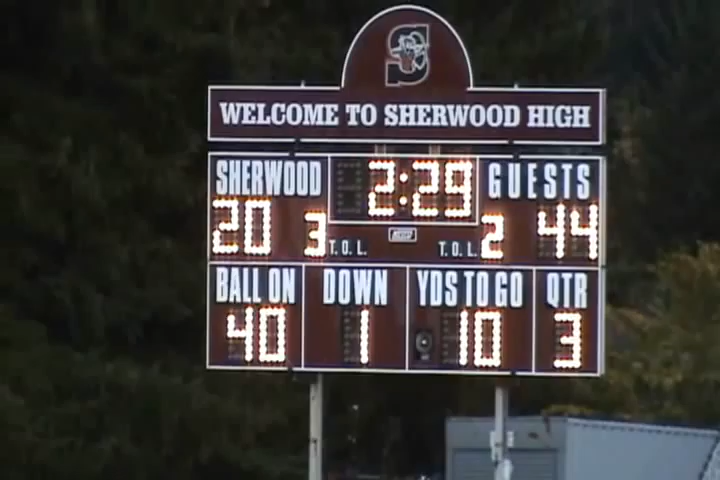 S
WELCOME TO SHERWOOD HIGH
SHERWOOD 2:29 GUESTS
20 3 T.O.L. T.O.L. 2 44
BALL ON DOWN YDS TO GO QTR
40 1 10 3